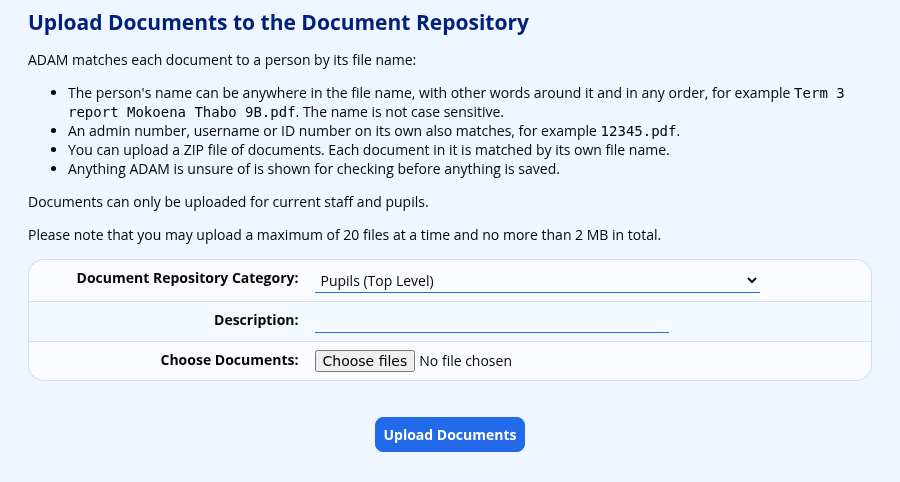 Upload Documents to the Document Repository
ADAM matches each document to a person by its file name:
The person's name can be anywhere in the file name, with other words around it and in any order, for example Term 3
report Mokoena Thabo 9B.pdf. The name is not case sensitive.
An admin number, username or ID number on its own also matches, for example 12345.pdf.
You can upload a ZIP file of documents. Each document in it is matched by its own file name.
Anything ADAM is unsure of is shown for checking before anything is saved.
Documents can only be uploaded for current staff and pupils.
Please note that you may upload a maximum of 20 files at a time and no more than 2 MB in total.
Document Repository Category: Pupils (Top Level)
Description:
Choose Documents: Choose files No file chosen
Upload Documents